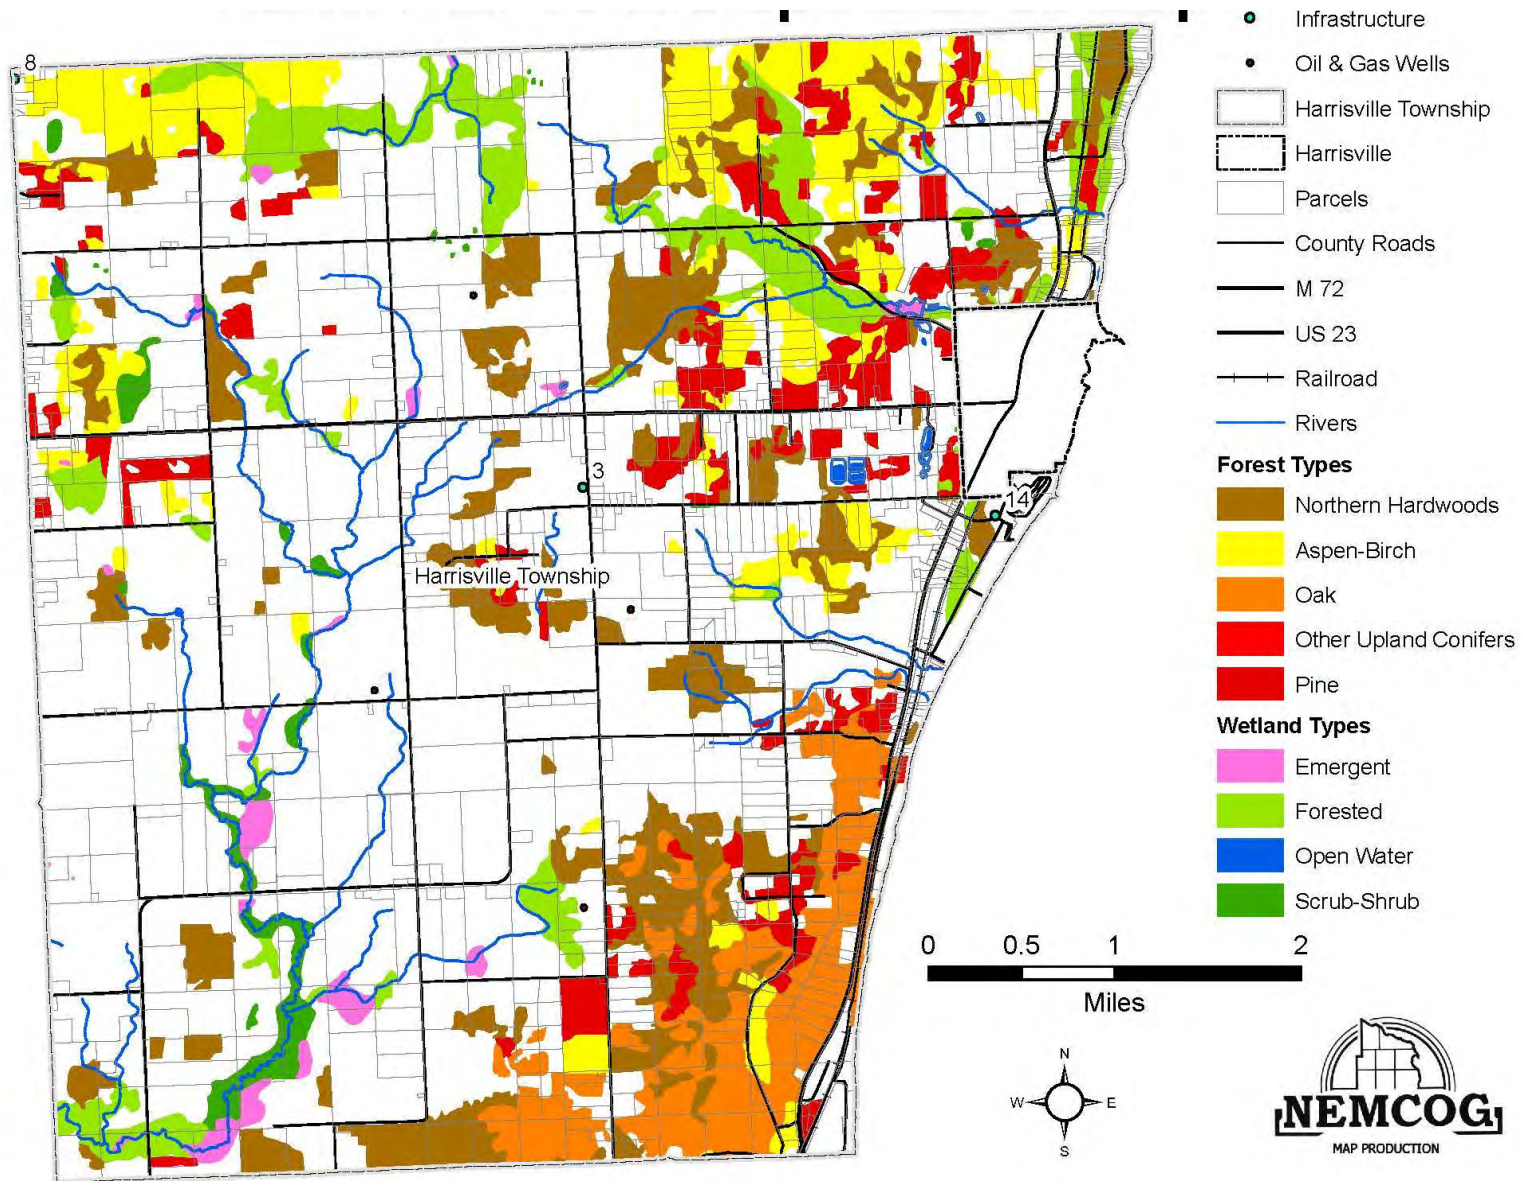 Infrastructure
8
Oil & Gas Wells
Harrisville Township
Harrisville
Parcels
County Roads
M 72
US 23
Railroad
Rivers
Forest Types
3
14
Northern Hardwoods
Aspen-Birch
Harrisville Township
Oak
Other Upland Conifers
Pine
Wetland Types
Emergent
Forested
Open Water
Scrub-Shrub
0 0.5 1 2
Miles
N
W E
S
NEMCOG
MAP PRODUCTION